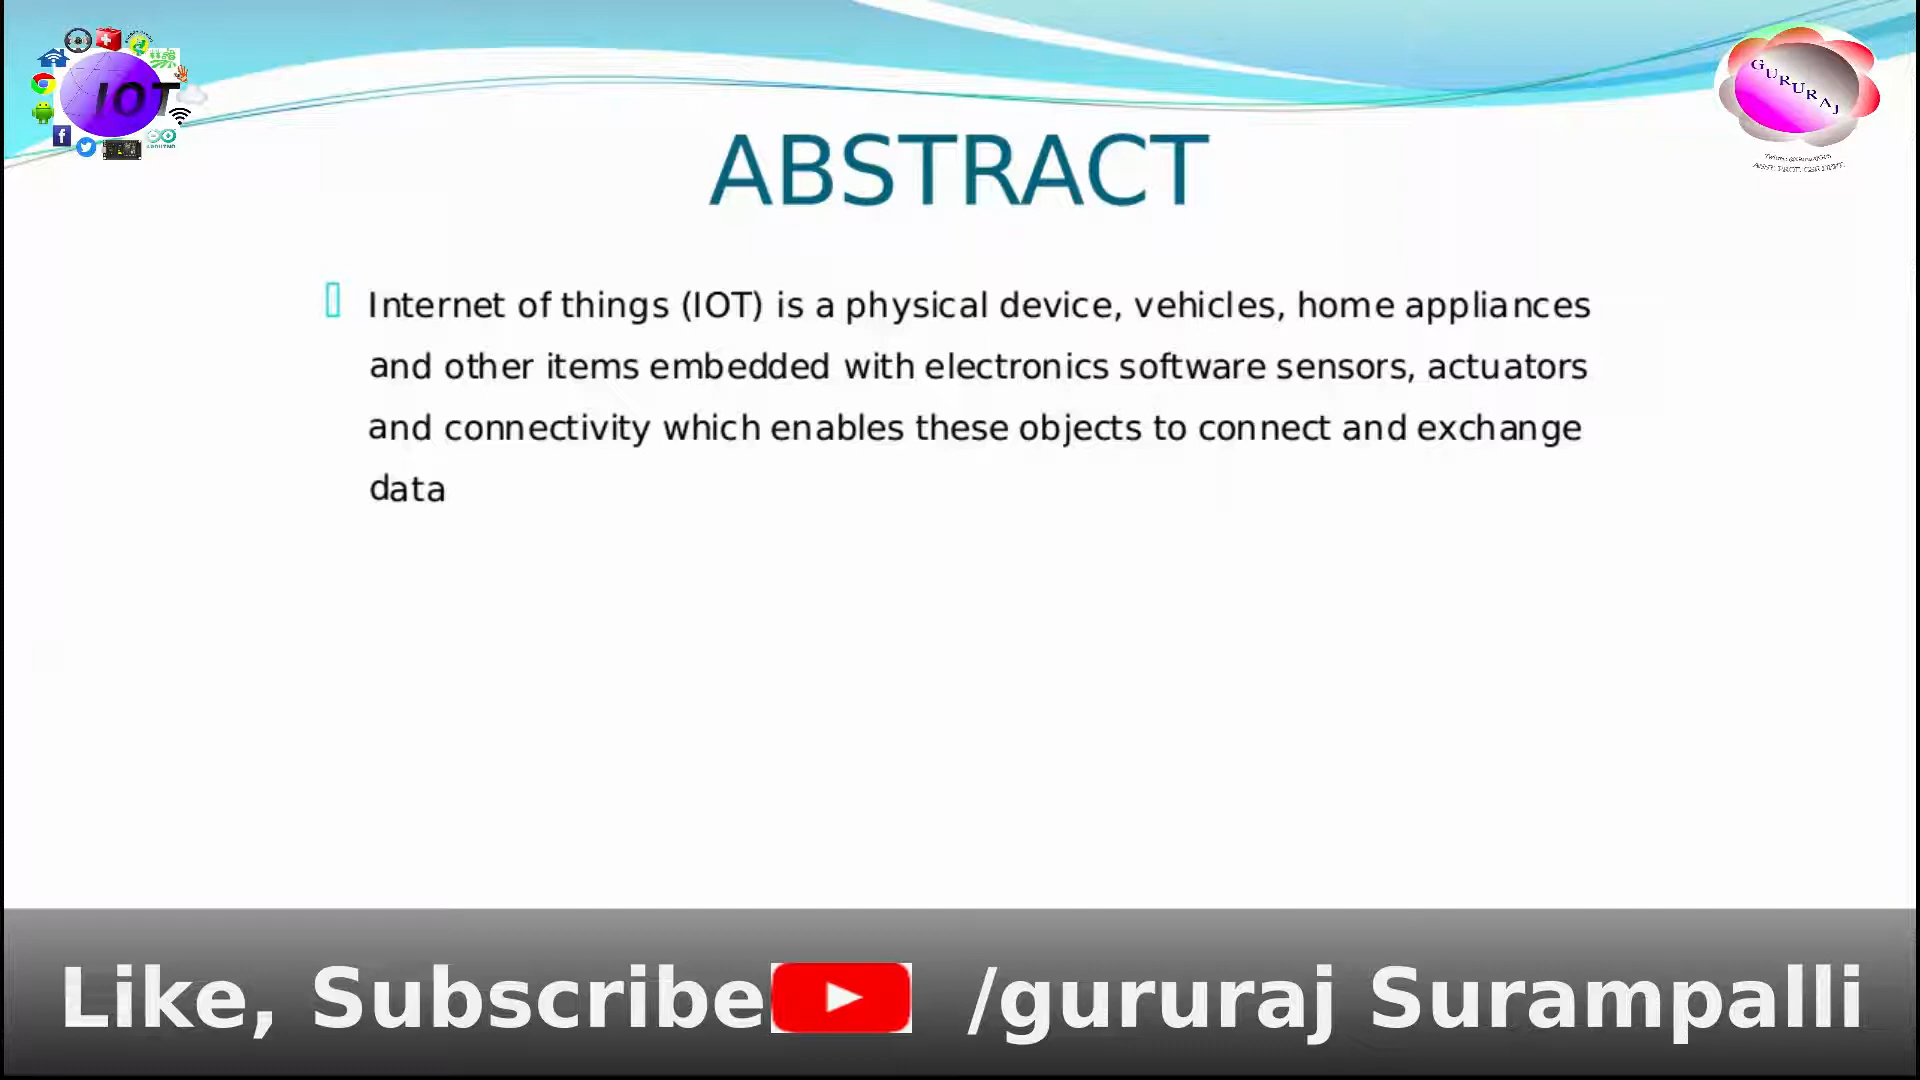 IOT
GURURAJ
ABSTRACT
Internet of things (IOT) is a physical device, vehicles, home appliances
and other items embedded with electronics software sensors, actuators
and connectivity which enables these objects to connect and exchange
data
Like, Subscribe /gururaj Surampalli